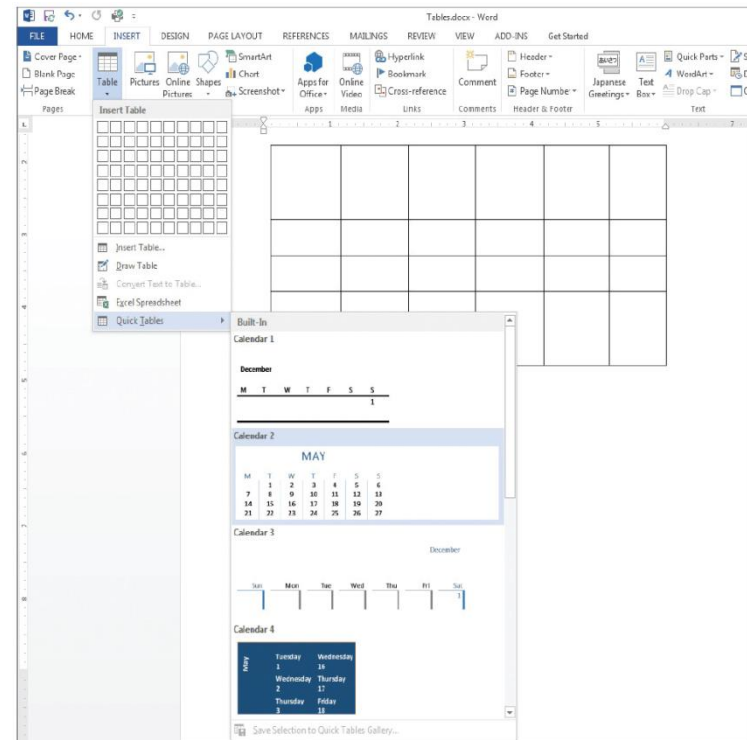 Tables.docx - Word
FILE HOME INSERT DESIGN PAGE LAYOUT REFERENCES MAILINGS REVIEW VIEW ADD-INS Get Started
Cover Page
Blank Page
Page Break
Pages
Table
Pictures
Online Pictures
Shapes
SmartArt
Chart
Screenshot
Apps for Office
Apps
Online Video
Media
Hyperlink
Bookmark
Cross-reference
Links
Comment
Comments
Header
Footer
Page Number
Header & Footer
Japanese Greetings
Text Box
Quick Parts
WordArt
Drop Cap
Text
1 2 3 4 5 7
Insert Table
Insert Table...
Draw Table
Convert Text to Table...
Excel Spreadsheet
Quick Tables
Built-In
Calendar 1
December
M T W T F S S
1
Calendar 2
MAY
M T W T F S S
1 2 3 4 5 6
7 8 9 10 11 12 13
14 15 16 17 18 19 20
21 22 23 24 25 26 27
Calendar 3
December
Sun Mon Tue Wed Thu Fri Sat
1
Calendar 4
May
Tuesday Wednesday
1 16
Wednesday Thursday
2 17
Thursday Friday
3 18
Save Selection to Quick Tables Gallery...